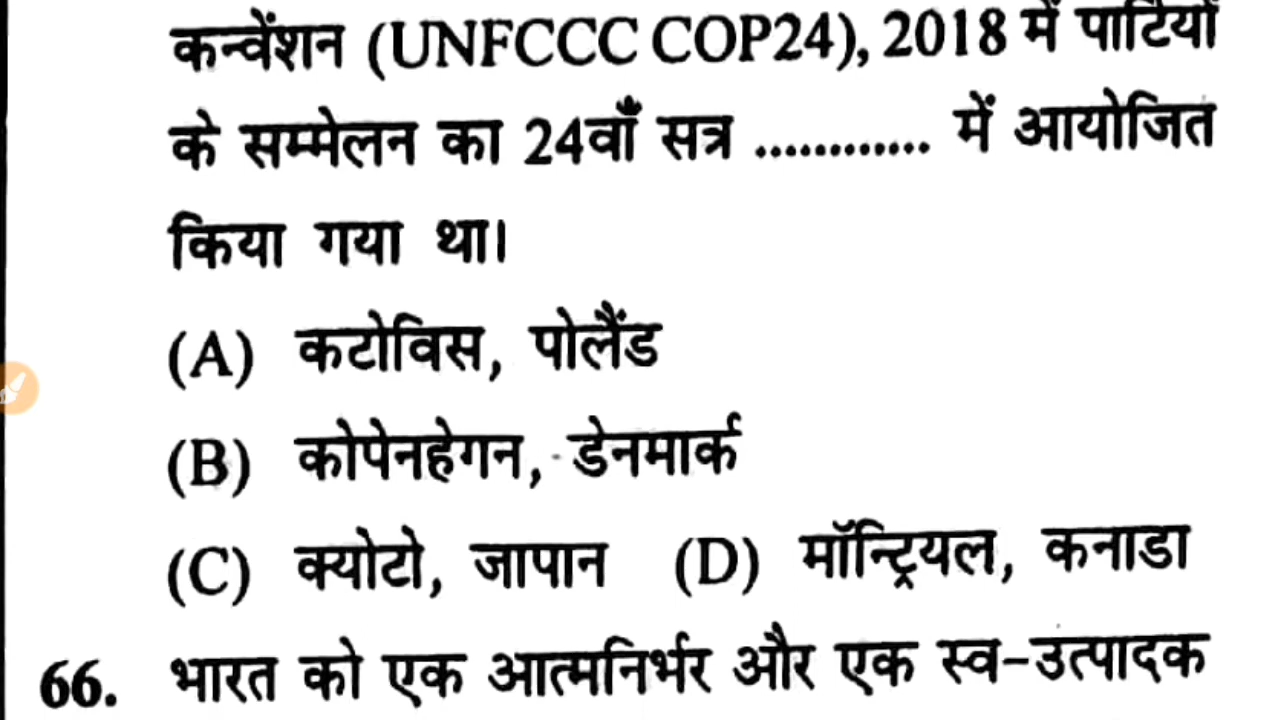 कन्वेंशन (UNFCCC COP24), 2018 में पार्टियों
के सम्मेलन का 24वाँ सत्र ............ में आयोजित
किया गया था।
(A) कटोविस, पोलैंड
(B) कोपेनहेगन, डेनमार्क
(C) क्योटो, जापान (D) मॉन्ट्रियल, कनाडा
66. भारत को एक आत्मनिर्भर और एक स्व-उत्पादक